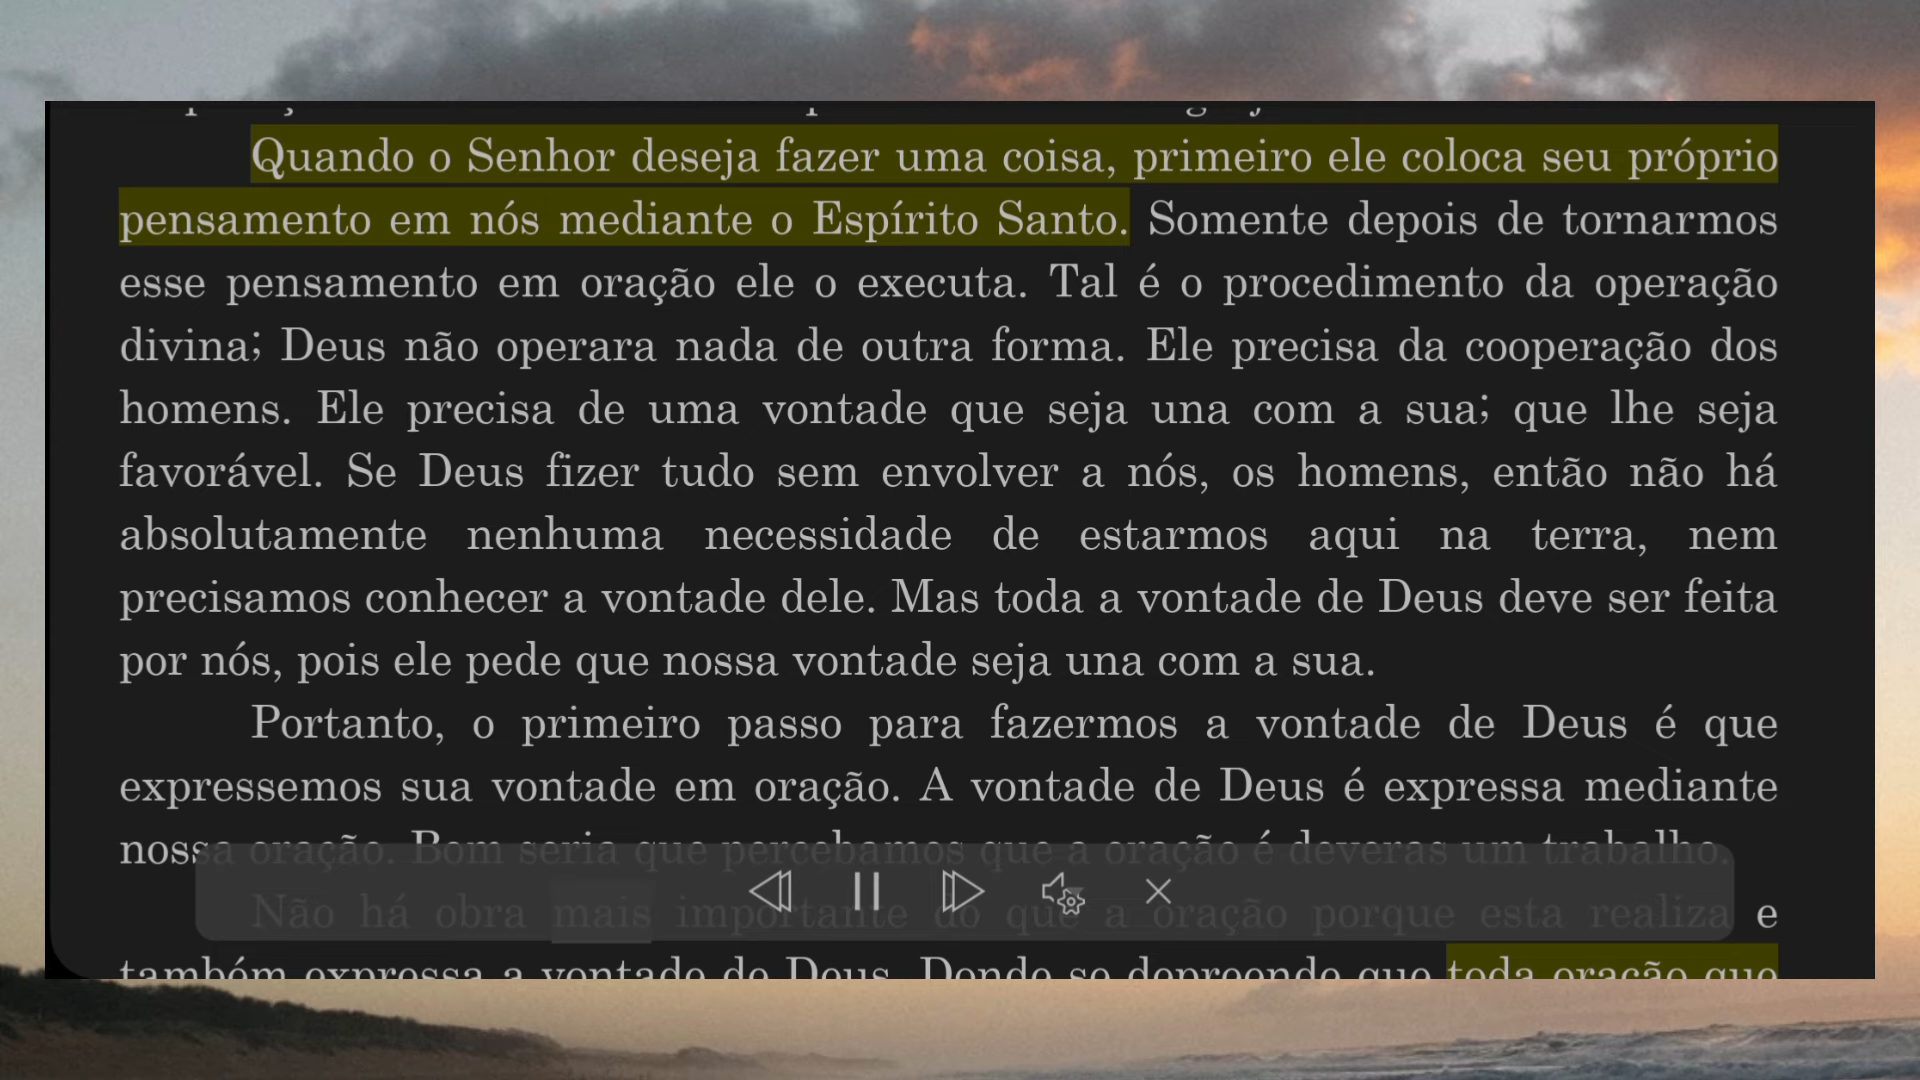 Quando o Senhor deseja fazer uma coisa, primeiro ele coloca seu próprio
pensamento em nós mediante o Espírito Santo. Somente depois de tornarmos
esse pensamento em oração ele o executa. Tal é o procedimento da operação
divina; Deus não operara nada de outra forma. Ele precisa da cooperação dos
homens. Ele precisa de uma vontade que seja una com a sua; que lhe seja
favorável. Se Deus fizer tudo sem envolver a nós, os homens, então não há
absolutamente nenhuma necessidade de estarmos aqui na terra, nem
precisamos conhecer a vontade dele. Mas toda a vontade de Deus deve ser feita
por nós, pois ele pede que nossa vontade seja una com a sua.
Portanto, o primeiro passo para fazermos a vontade de Deus é que
expressemos sua vontade em oração. A vontade de Deus é expressa mediante
nossa oração. Bom seria que percebamos que a oração é deveras um trabalho.
Não há obra mais importante do que a oração porque esta realiza e
também expressa a vontade de Deus. Donde se depreende que toda oração que